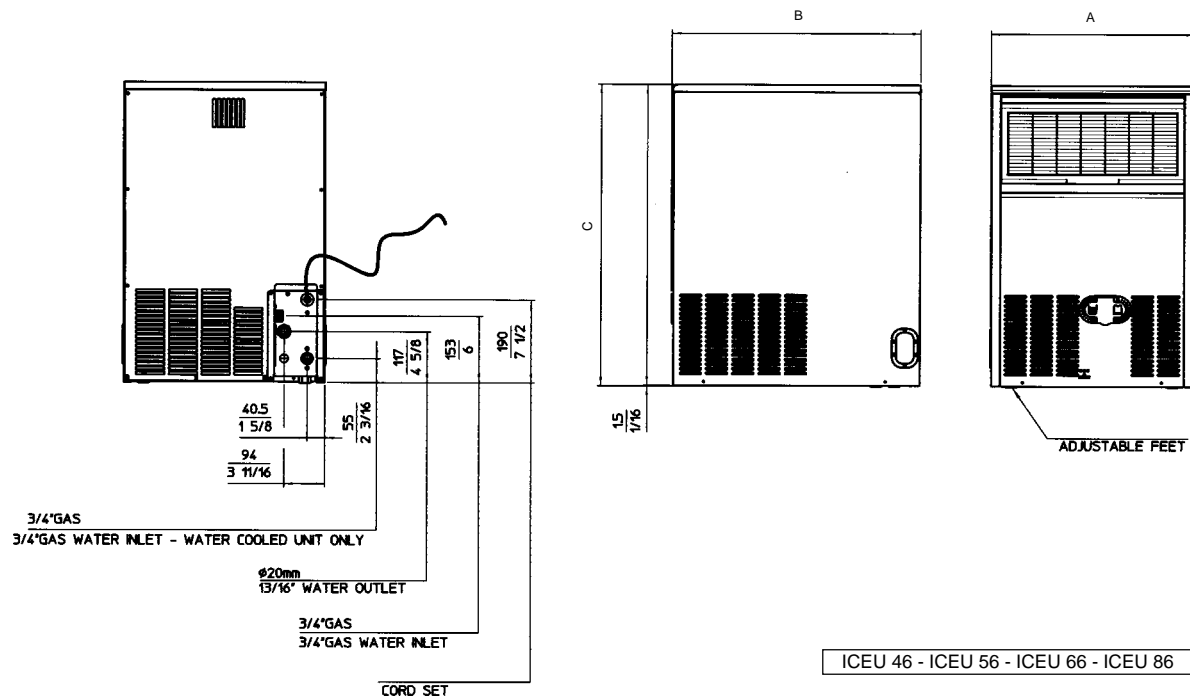 B
A
C
15
1/16
ADJUSTABLE FEET
117
4 5/8
153
6
190
7 1/2
40.5
1 5/8
55
2 3/16
94
3 11/16
3/4"GAS
3/4"GAS WATER INLET - WATER COOLED UNIT ONLY
ø20mm
13/16" WATER OUTLET
3/4"GAS
3/4"GAS WATER INLET
CORD SET
ICEU 46 - ICEU 56 - ICEU 66 - ICEU 86